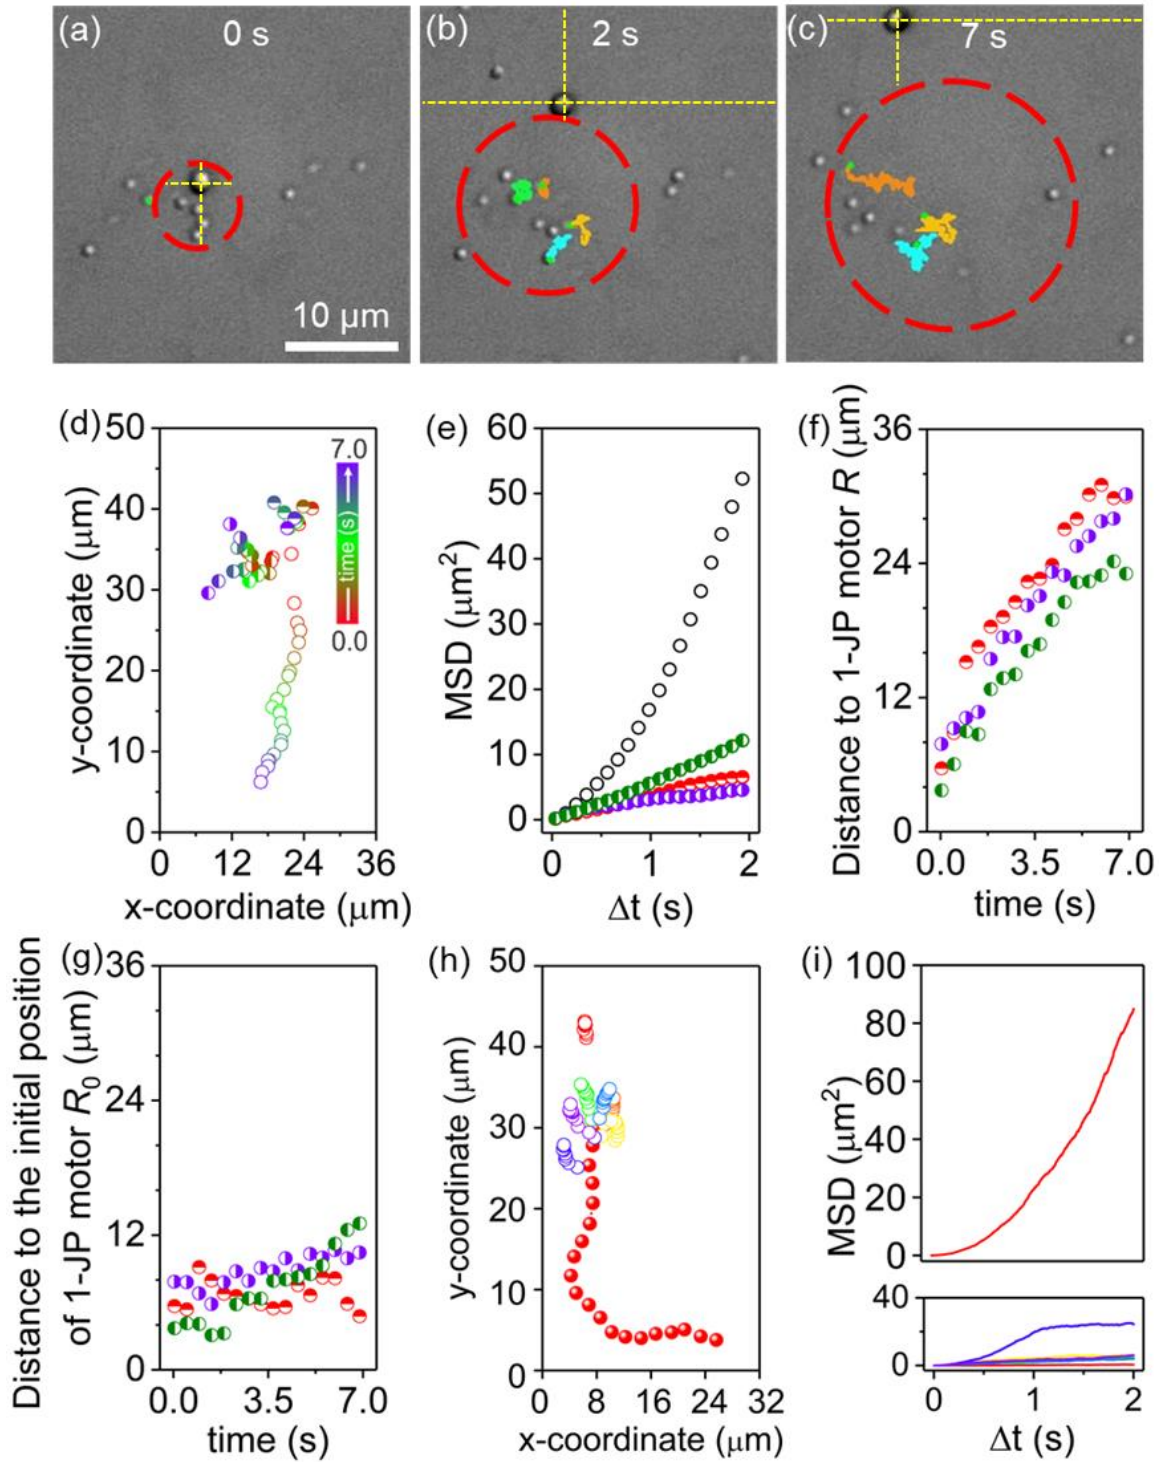 (a) 0 s
10 μm
(b) 2 s
(c) 7 s
(d)
50
40
30
20
10
0
y-coordinate (μm)
7.0
time (s)
0.0
0 12 24 36
x-coordinate (μm)
(e)
60
50
40
30
20
10
0
MSD (μm²)
0 1 2
Δt (s)
(f)
36
24
12
0
Distance to 1-JP motor R (μm)
0.0 3.5 7.0
time (s)
(g)
Distance to the initial position
of 1-JP motor R₀ (μm)
36
24
12
0
0.0 3.5 7.0
time (s)
(h)
50
40
30
20
10
0
y-coordinate (μm)
0 8 16 24 32
x-coordinate (μm)
(i)
100
80
60
40
20
0
MSD (μm²)
40
0
0 1 2
Δt (s)